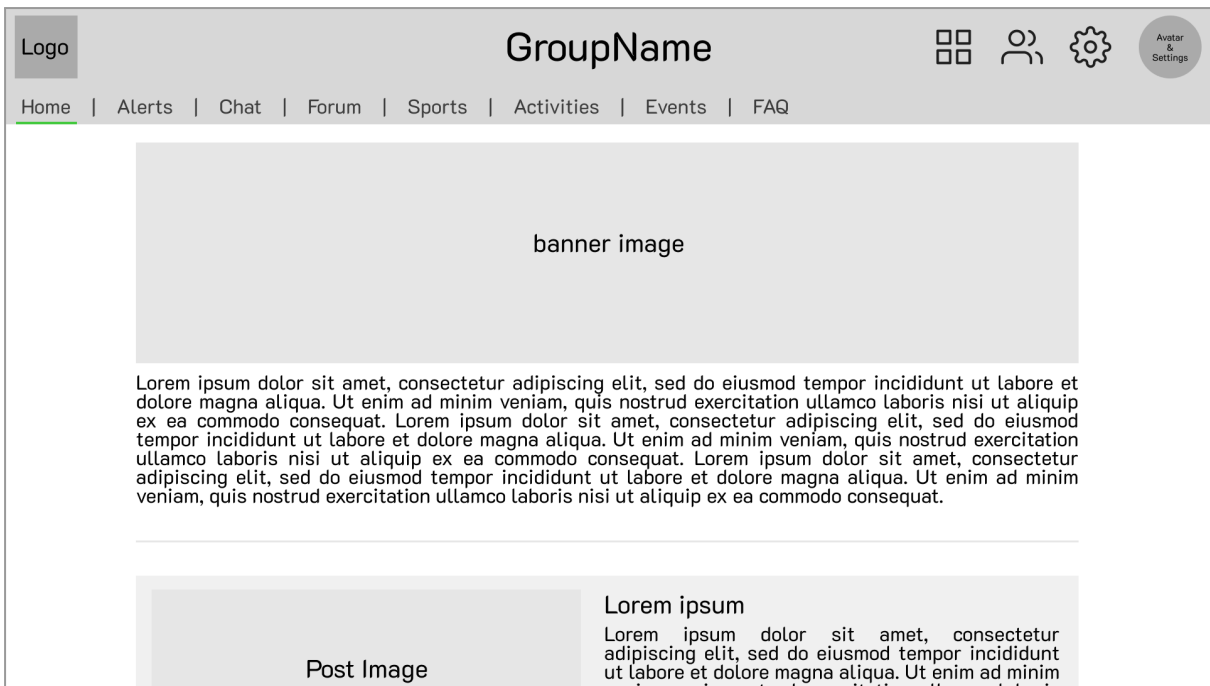 Logo
GroupName
Avatar
&
Settings
Home | Alerts | Chat | Forum | Sports | Activities | Events | FAQ
banner image
Lorem ipsum dolor sit amet, consectetur adipiscing elit, sed do eiusmod tempor incididunt ut labore et
dolore magna aliqua. Ut enim ad minim veniam, quis nostrud exercitation ullamco laboris nisi ut aliquip
ex ea commodo consequat. Lorem ipsum dolor sit amet, consectetur adipiscing elit, sed do eiusmod
tempor incididunt ut labore et dolore magna aliqua. Ut enim ad minim veniam, quis nostrud exercitation
ullamco laboris nisi ut aliquip ex ea commodo consequat. Lorem ipsum dolor sit amet, consectetur
adipiscing elit, sed do eiusmod tempor incididunt ut labore et dolore magna aliqua. Ut enim ad minim
veniam, quis nostrud exercitation ullamco laboris nisi ut aliquip ex ea commodo consequat.
Post Image
Lorem ipsum
Lorem ipsum dolor sit amet, consectetur
adipiscing elit, sed do eiusmod tempor incididunt
ut labore et dolore magna aliqua. Ut enim ad minim